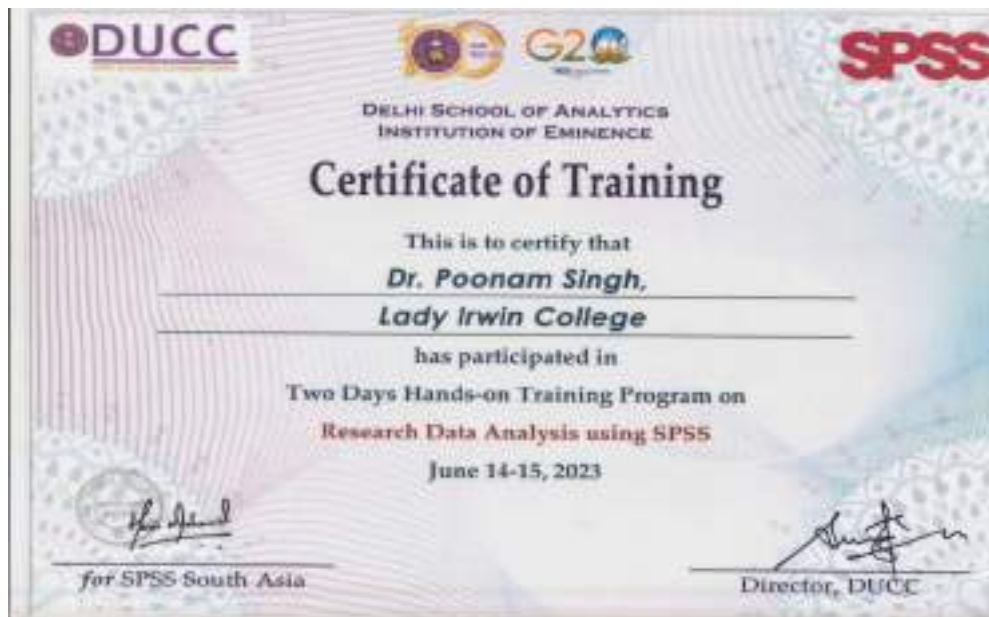 DUCC
G20
SPSS
DELHI SCHOOL OF ANALYTICS
INSTITUTION OF EMINENCE
Certificate of Training
This is to certify that
Dr. Poonam Singh,
Lady Irwin College
has participated in
Two Days Hands-on Training Program on
Research Data Analysis using SPSS
June 14-15, 2023
for SPSS South Asia
Director, DUCC